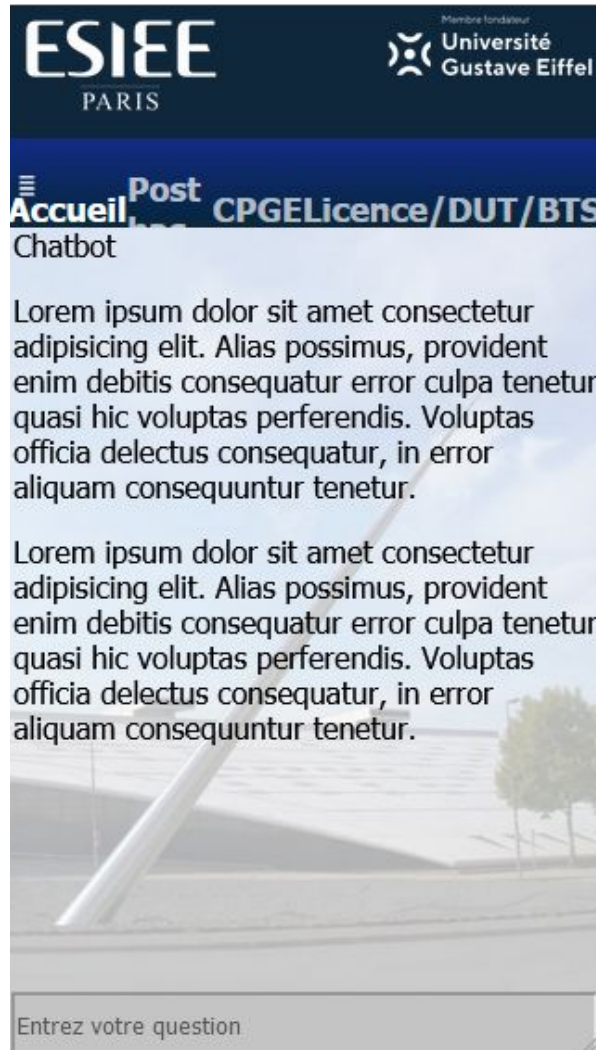 ESIEE
PARIS
Membre fondateur
Université
Gustave Eiffel
Accueil Post bac CPGE Licence/DUT/BTS
Chatbot
Lorem ipsum dolor sit amet consectetur
adipisicing elit. Alias possimus, provident
enim debitis consequatur error culpa tenetur
quasi hic voluptas perferendis. Voluptas
officia delectus consequatur, in error
aliquam consequuntur tenetur.
Lorem ipsum dolor sit amet consectetur
adipisicing elit. Alias possimus, provident
enim debitis consequatur error culpa tenetur
quasi hic voluptas perferendis. Voluptas
officia delectus consequatur, in error
aliquam consequuntur tenetur.
Entrez votre question